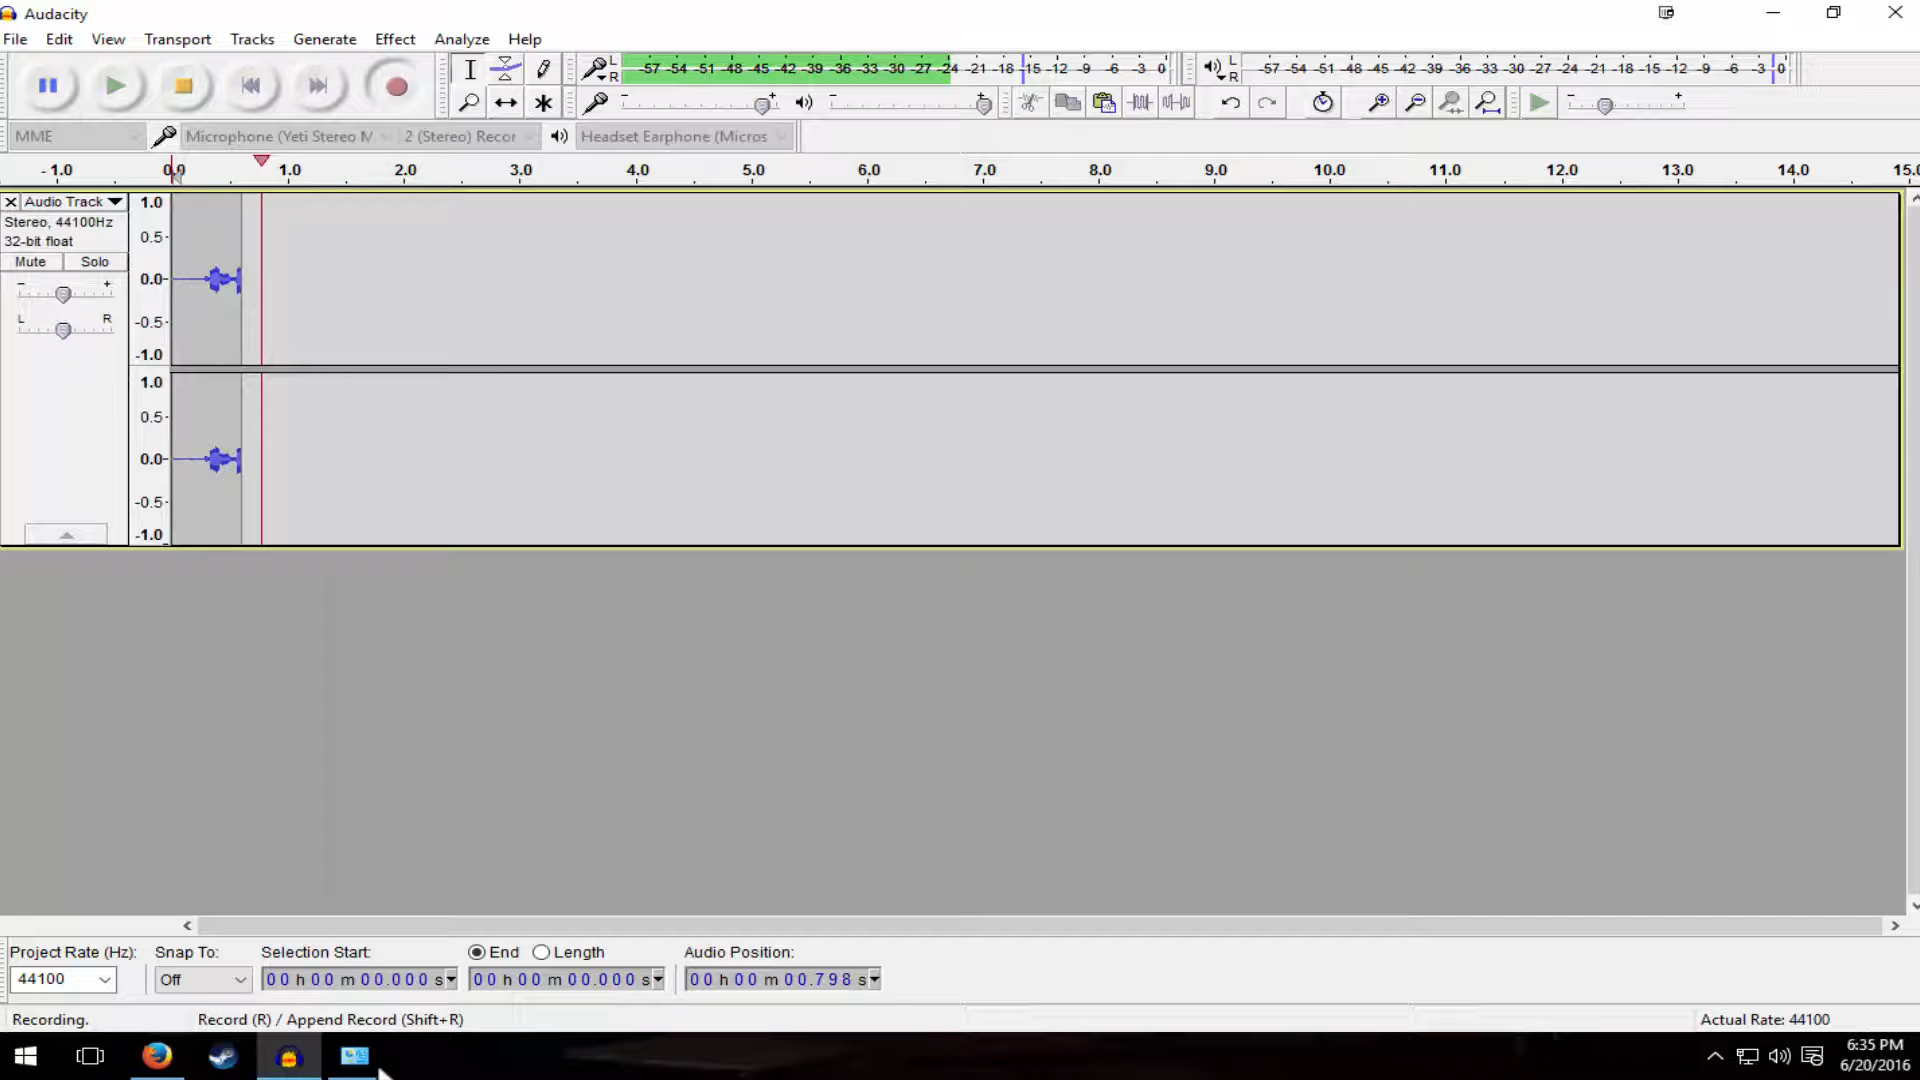 Audacity
File Edit View Transport Tracks Generate Effect Analyze Help
L R -57 -54 -51 -48 -45 -42 -39 -36 -33 -30 -27 -24 -21 -18 -15 -12 -9 -6 -3 0 L R -57 -54 -51 -48 -45 -42 -39 -36 -33 -30 -27 -24 -21 -18 -15 -12 -9 -6 -3 0
- + - + - +
MME Microphone (Yeti Stereo M 2 (Stereo) Recor Headset Earphone (Micros
- 1.0 0.0 1.0 2.0 3.0 4.0 5.0 6.0 7.0 8.0 9.0 10.0 11.0 12.0 13.0 14.0 15.0
Audio Track 1.0
Stereo, 44100Hz
32-bit float
0.5
Mute Solo
0.0
- +
L R
-0.5
-1.0
1.0
0.5
0.0
-0.5
-1.0
Project Rate (Hz): Snap To: Selection Start: End Length Audio Position:
44100 Off 00 h 00 m 00.000 s 00 h 00 m 00.000 s 00 h 00 m 00.798 s
Recording. Record (R) / Append Record (Shift+R) Actual Rate: 44100
6:35 PM
6/20/2016